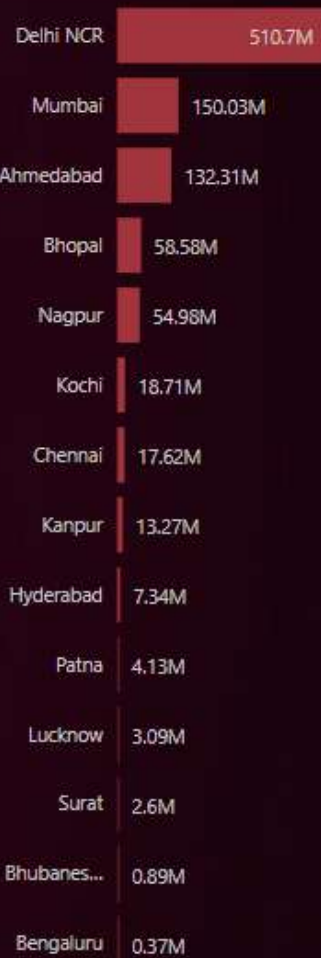 Delhi NCR 510.7M
Mumbai 150.03M
Ahmedabad 132.31M
Bhopal 58.58M
Nagpur 54.98M
Kochi 18.71M
Chennai 17.62M
Kanpur 13.27M
Hyderabad 7.34M
Patna 4.13M
Lucknow 3.09M
Surat 2.6M
Bhubanes... 0.89M
Bengaluru 0.37M